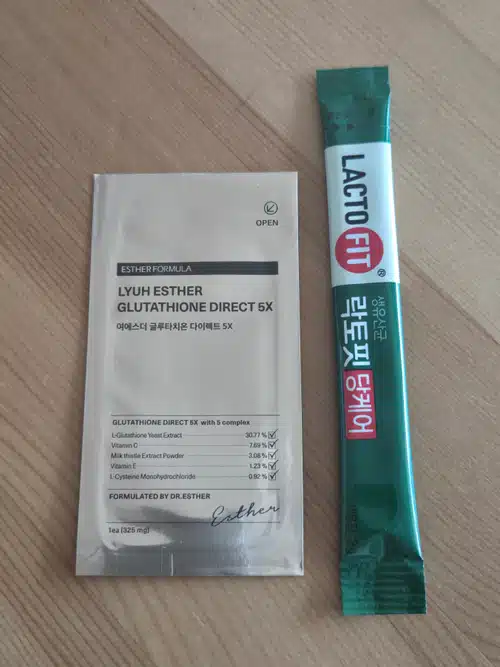 OPEN
ESTHER FORMULA
LYUH ESTHER
GLUTATHIONE DIRECT 5X
여에스더 글루타치온 다이렉트 5X
GLUTATHIONE DIRECT 5X with 5 complex
L-Glutathione Yeast Extract 30.77 %
Vitamin C 7.69 %
Milk thistle Extract Powder 3.08 %
Vitamin E 1.23 %
L-Cysteine Monohydrochloride 0.92 %
FORMULATED BY DR.ESTHER
Esther
1ea (325 mg)
LACTO FIT ®
생유산균
락토핏 당케어